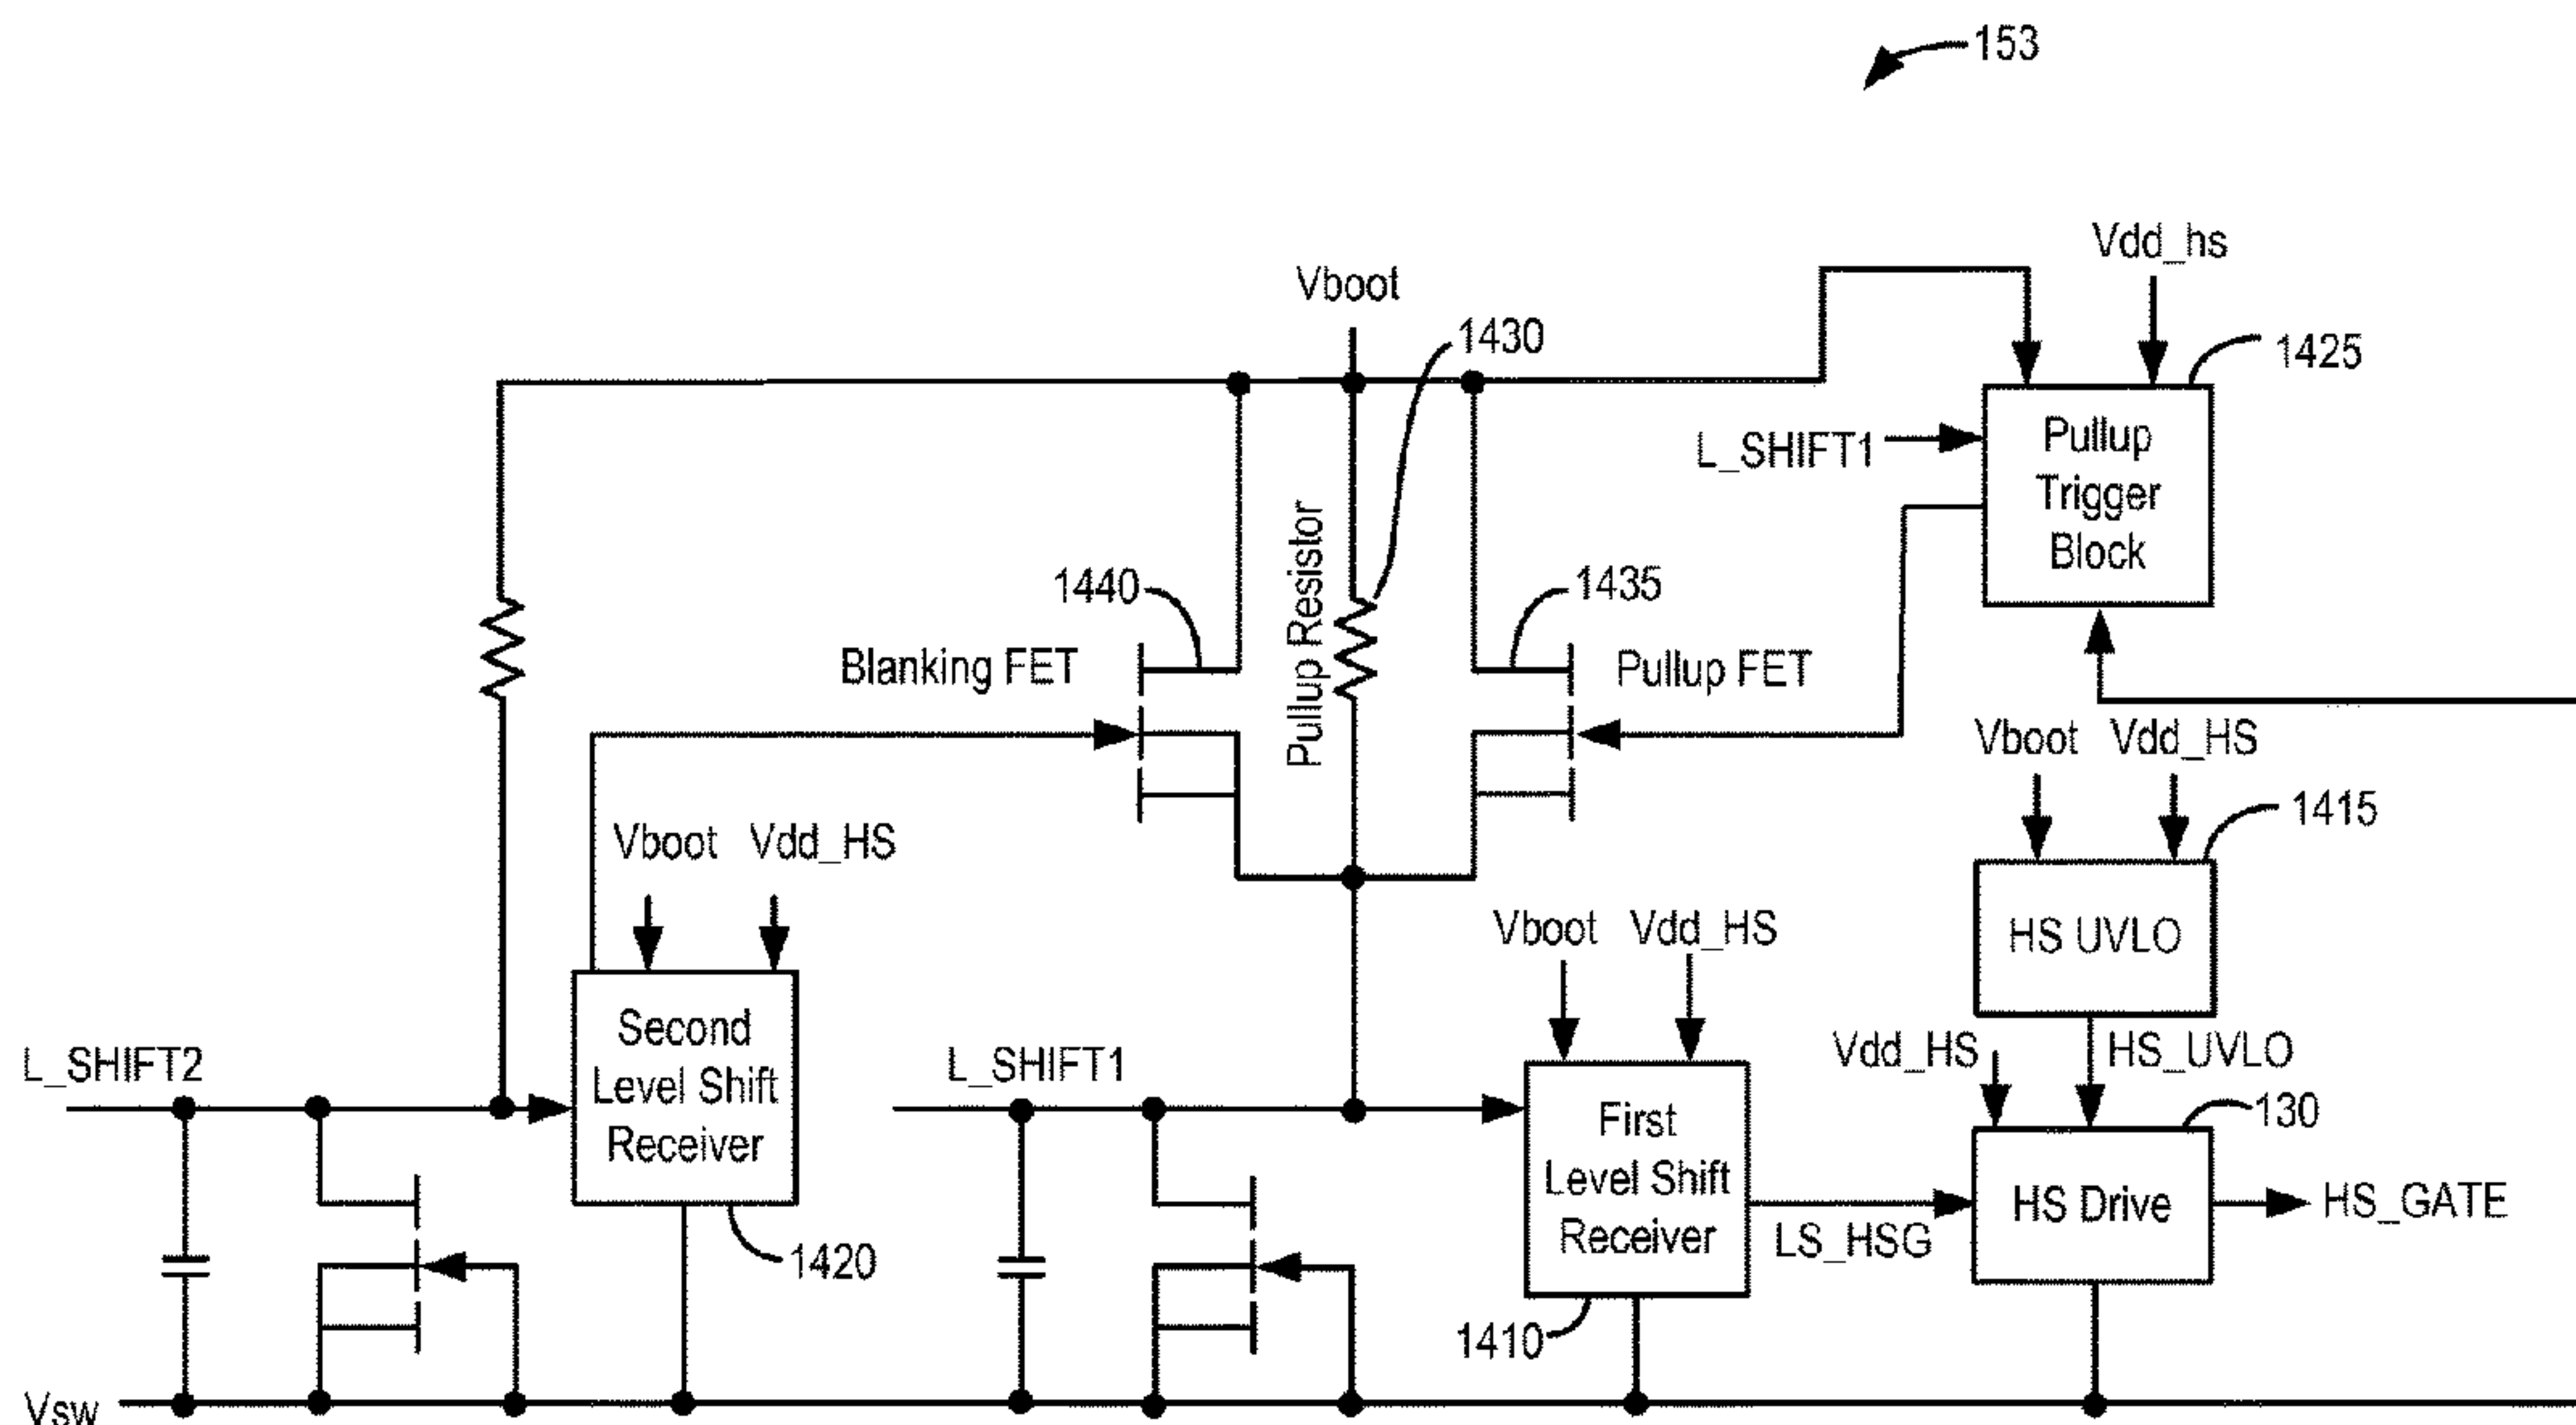 153
Vdd_hs
Vboot
1430
1425
L_SHIFT1
Pullup
Trigger
Block
Pullup Resistor
1440
1435
Blanking FET
Pullup FET
Vboot
Vdd_HS
1415
Vboot
Vdd_HS
HS UVLO
Vboot
Vdd_HS
Second
Level Shift
Receiver
L_SHIFT2
L_SHIFT1
Vdd_HS
HS_UVLO
130
First
Level Shift
Receiver
HS Drive
HS_GATE
LS_HSG
1420
1410
Vsw